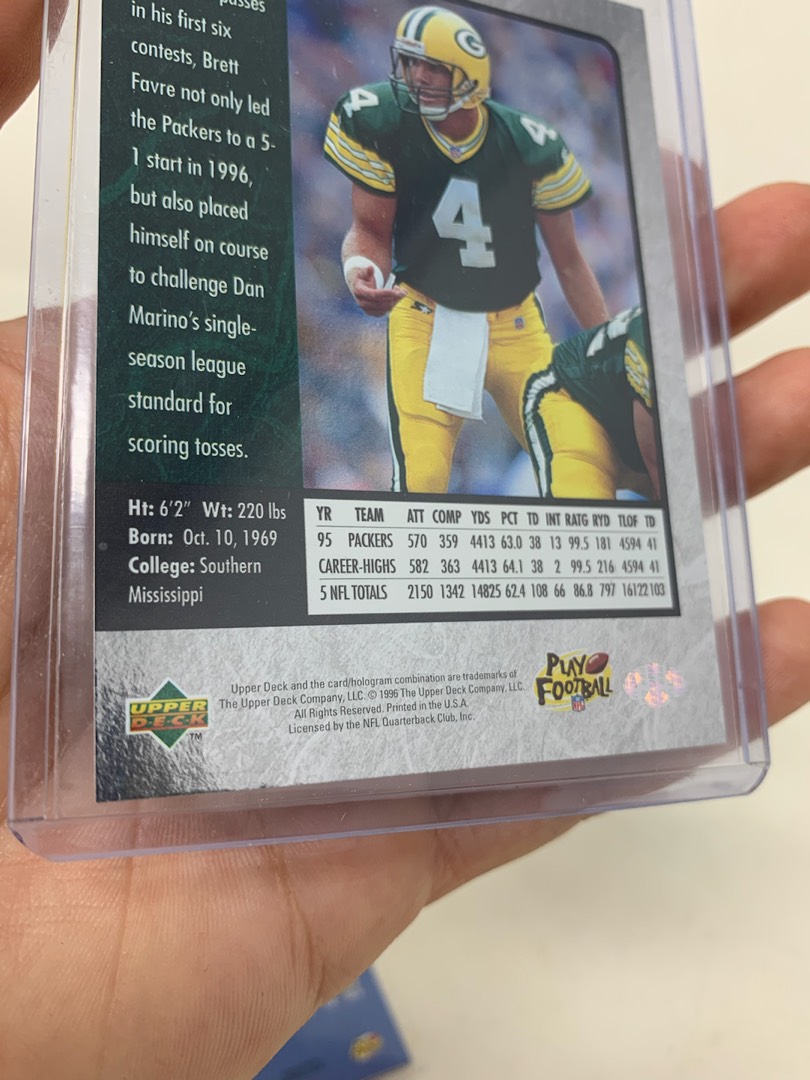 passes
in his first six
contests, Brett
Favre not only led
the Packers to a 5-
1 start in 1996,
but also placed
himself on course
to challenge Dan
Marino's single-
season league
standard for
scoring tosses.
G
4 4
4
Ht: 6'2" Wt: 220 lbs
Born: Oct. 10, 1969
College: Southern
Mississippi
YR TEAM ATT COMP YDS PCT TD INT RATG RYD TLOF TD
95 PACKERS 570 359 4413 63.0 38 13 99.5 181 4594 41
CAREER-HIGHS 582 363 4413 64.1 38 2 99.5 216 4594 41
5 NFL TOTALS 2150 1342 14825 62.4 108 66 86.8 797 16122 103
UPPER
D·E·C·K
TM
Upper Deck and the card/hologram combination are trademarks of
The Upper Deck Company, LLC. © 1996 The Upper Deck Company, LLC.
All Rights Reserved. Printed in the U.S.A.
Licensed by the NFL Quarterback Club, Inc.
PLAY
FOOTBALL
NFL